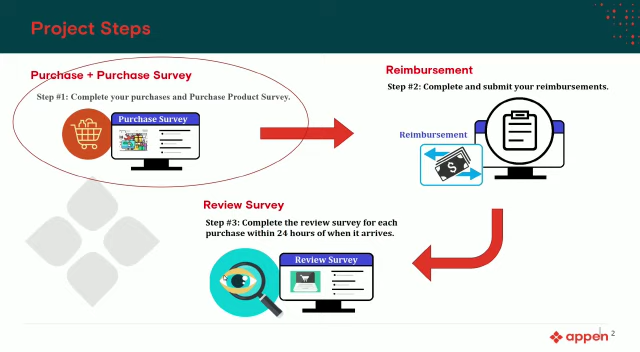 Project Steps
Purchase + Purchase Survey
Step #1: Complete your purchases and Purchase Product Survey.
Purchase Survey
Reimbursement
Step #2: Complete and submit your reimbursements.
Reimbursement
$
Review Survey
Step #3: Complete the review survey for each
purchase within 24 hours of when it arrives.
Review Survey
appen
2